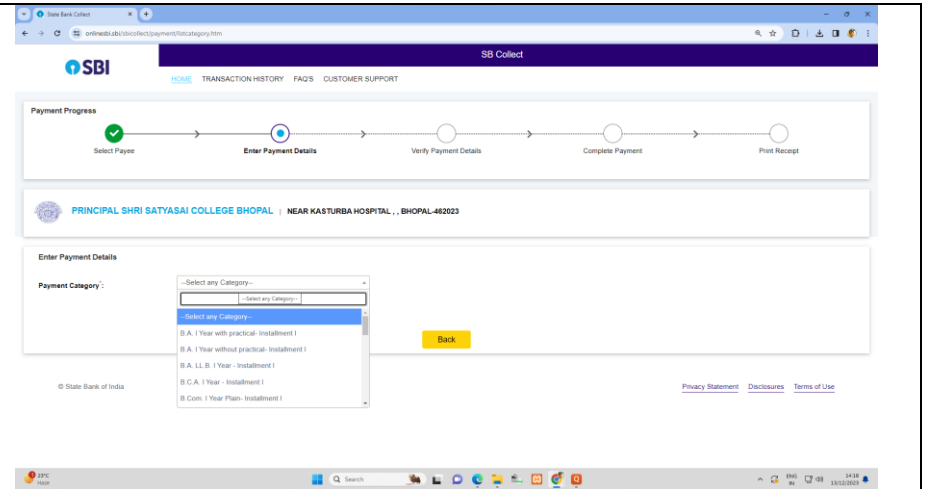 State Bank Collect
onlinesbi.sbi/sbicollect/payment/listcategory.htm
SBI
SB Collect
HOME TRANSACTION HISTORY FAQ'S CUSTOMER SUPPORT
Payment Progress
Select Payee Enter Payment Details Verify Payment Details Complete Payment Print Receipt
PRINCIPAL SHRI SATYASAI COLLEGE BHOPAL | NEAR KASTURBA HOSPITAL , , BHOPAL-462023
Enter Payment Details
Payment Category*:
--Select any Category--
--Select any Category--
--Select any Category--
B.A. I Year with practical- Installment I
B.A. I Year without practical- Installment I
B.A. LL.B. I Year - Installment I
B.C.A. I Year - Installment I
B.Com. I Year Plain- Installment I
Back
© State Bank of India
Privacy Statement Disclosures Terms of Use
23°C
Haze
Search
ENG
IN
14:18
13/12/2023